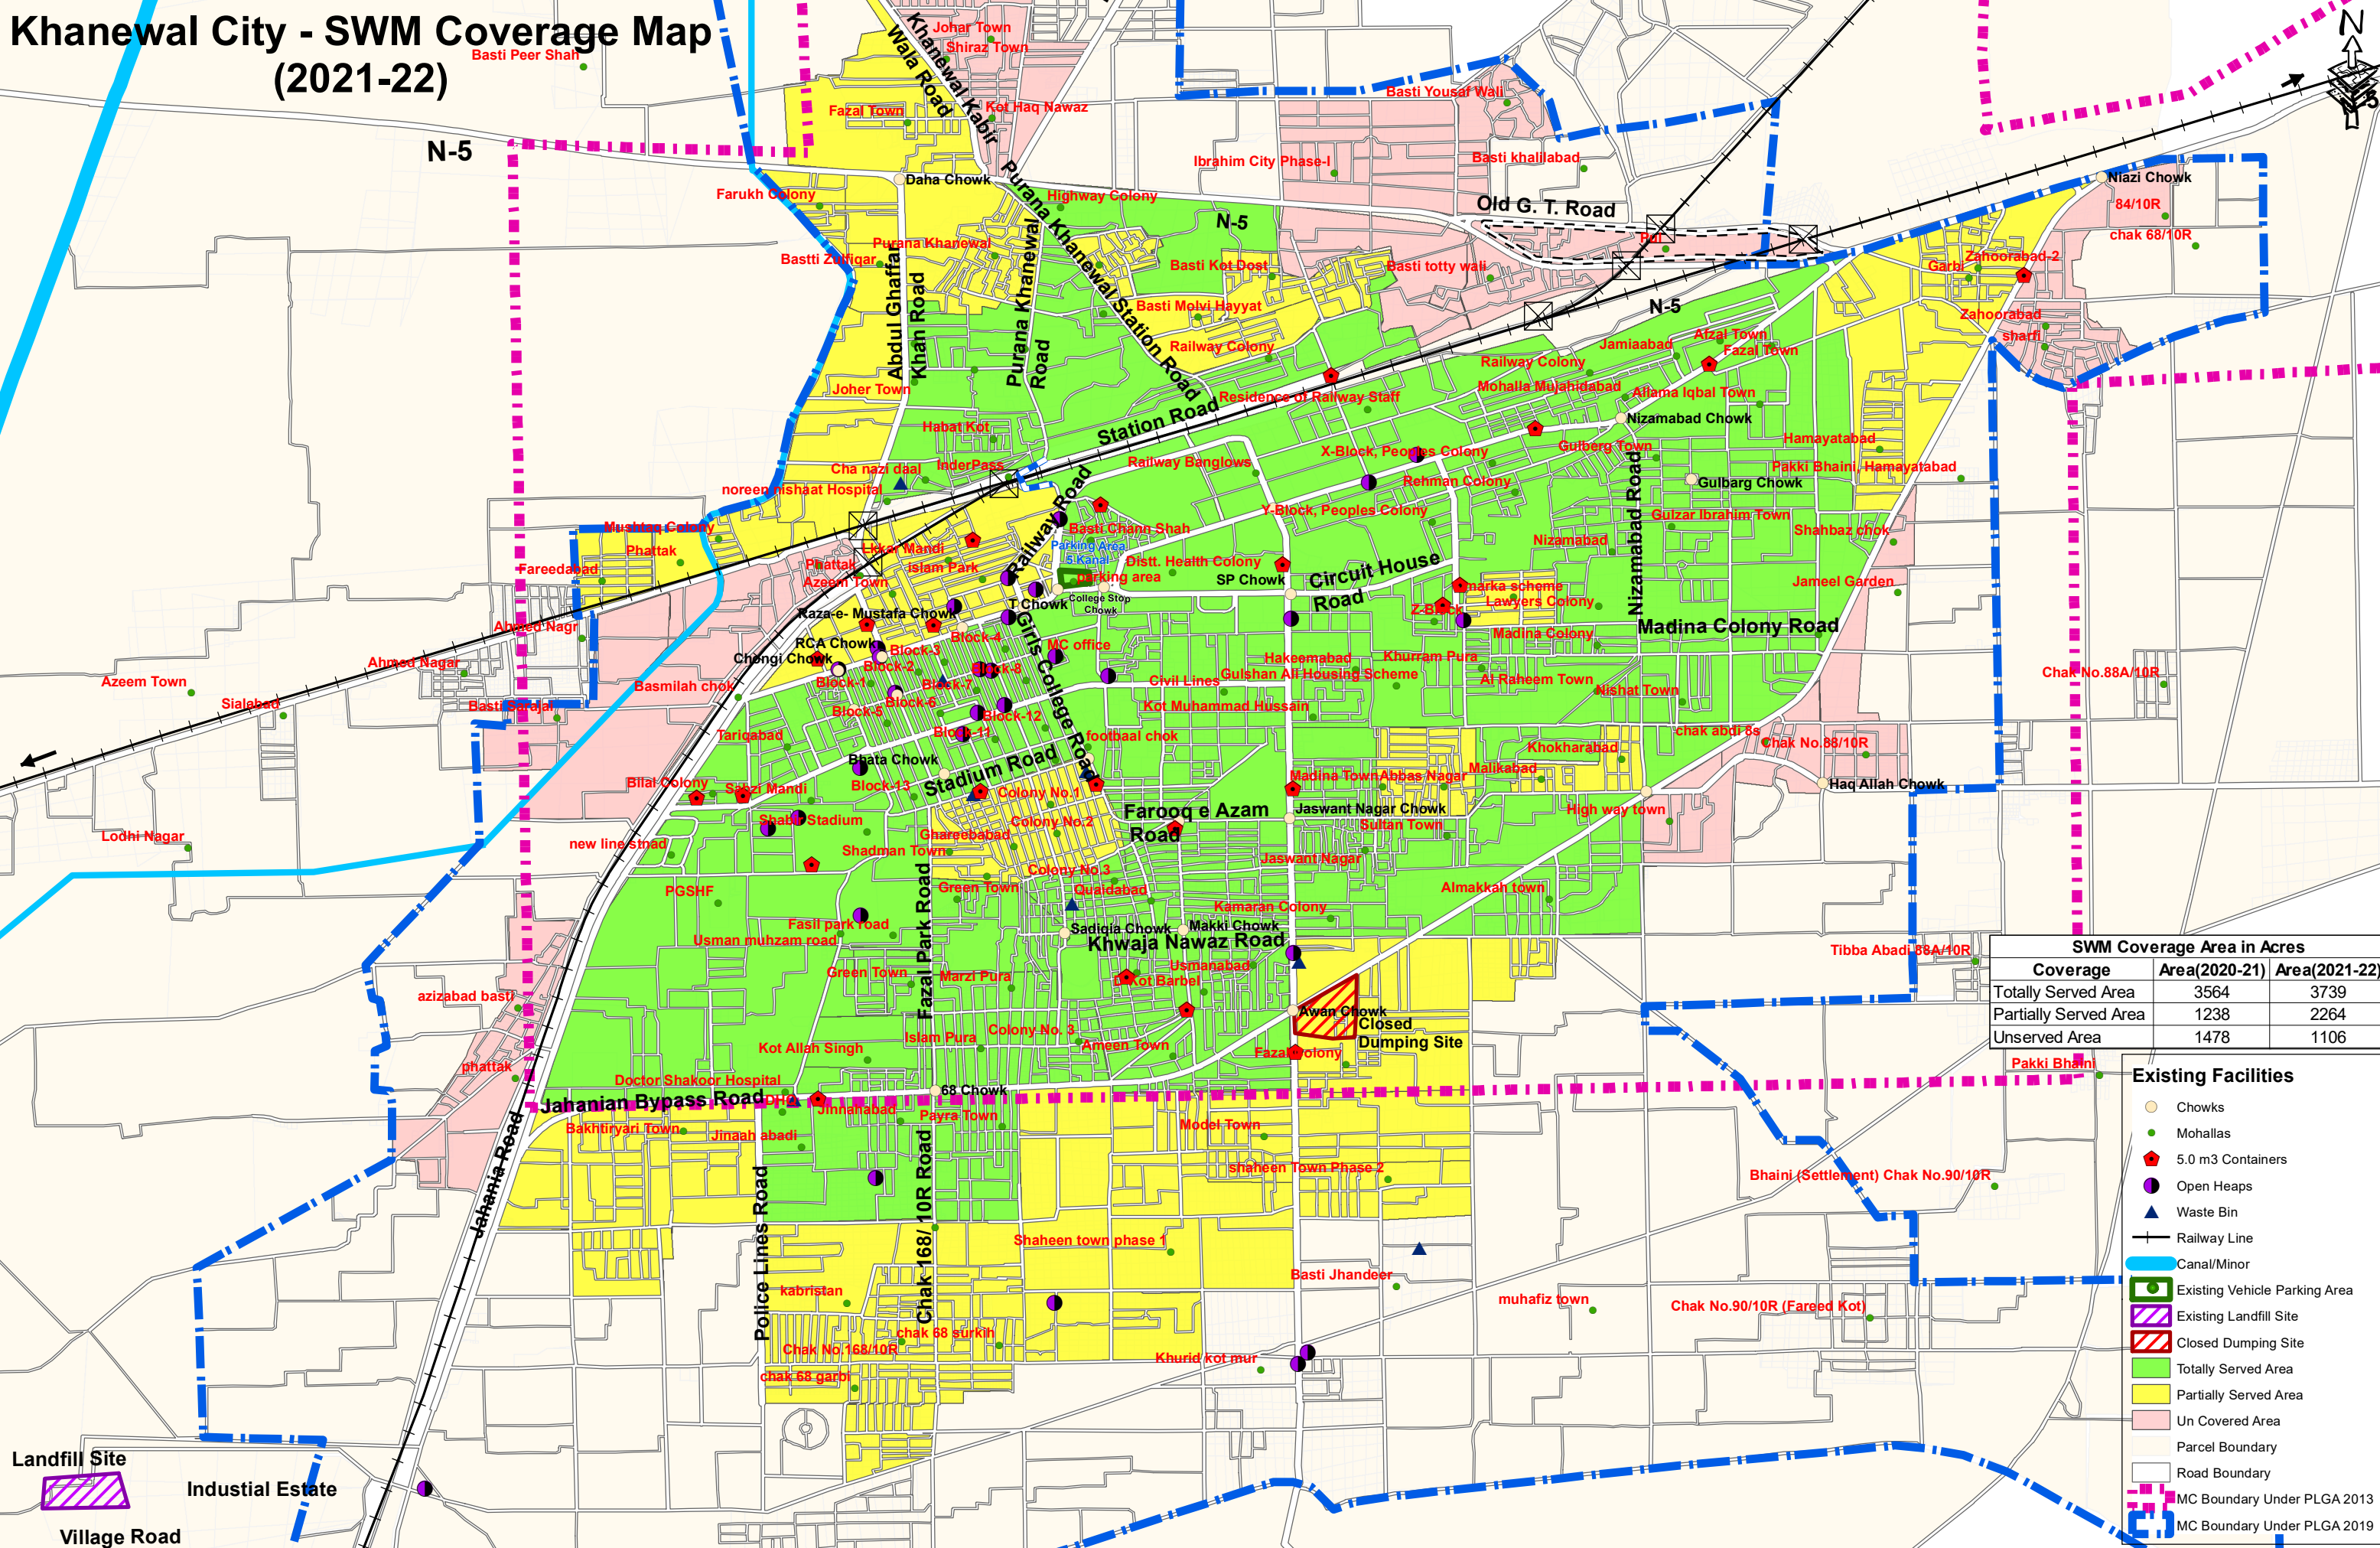 Khanewal City - SWM Coverage Map
(2021-22)
Basti Peer Shah
Johar Town
Shiraz Town
Khanewal Kabir
Wala Road
Kot Haq Nawaz
Fazal Town
Basti Yousaf Wali
N
N-5
N-5
Ibrahim City Phase-I
Basti khalilabad
Daha Chowk
Niazi Chowk
Farukh Colony
Highway Colony
Purana Khanewal Station Road
N-5
Old G. T. Road
84/10R
chak 68/10R
Purana Khanewal
Bastti Zulfiqar
Basti Kot Dost
Basti totty wali
Pul
Zahoorabad-2
Garbi
Abdul Ghaffar
Khan Road
Purana Khanewal
Road
Basti Molvi Hayyat
N-5
Zahoorabad
sharfi
Railway Colony
Afzal Town
Jamiaabad
Fazal Town
Railway Colony
Joher Town
Residence of Railway Staff
Mohalla Mujahidabad
Allama Iqbal Town
Nizamabad Chowk
Habat Kot
Station Road
Hamayatabad
Gulberg Town
X-Block, Peoples Colony
Cha nazi daal
InderPass
Railway Banglows
Pakki Bhaini, Hamayatabad
Rehman Colony
Gulbarg Chowk
noreen nishaat Hospital
Railway Road
Y-Block, Peoples Colony
Gulzar Ibrahim Town
Nizamabad Road
Mushtaq Colony
Basti Chann Shah
Shahbaz chok
Phattak
Lkkar Mandi
Parking Area
5 Kanal
Nizamabad
Fareedabad
Phattak
islam Park
Distt. Health Colony
Azeem Town
parking area
SP Chowk
Circuit House
Road
marka scheme
Jameel Garden
Raza-e- Mustafa Chowk
T Chowk
College Stop
Chowk
Z-Block
Lawyers Colony
Ahmed Nagr
Block-4
Madina Colony
Madina Colony Road
RCA Chowk
Block-3
MC office
Girls College Road
Chongi Chowk
Block-2
Block-8
Hakeemabad
Khurram Pura
Ahmod Nagar
Azeem Town
Basmilah chok
Block-1
Block-7
Civil Lines
Gulshan Ali Housing Scheme
Al Raheem Town
Chak No.88A/10R
Sialabad
Basti Sarajai
Block-6
Block-5
Block-12
Kot Muhammad Hussain
Nishat Town
Tariqabad
Block-11
footbaal chok
chak abdi 8s
Chak No.88/10R
Khokharabad
Bhata Chowk
Stadium Road
Bilal Colony
Sabzi Mandi
Block-13
Colony No.1
Madina Town
Abbas Nagar
Malikabad
Haq Allah Chowk
Shabi Stadium
Colony No.2
Farooq e Azam
Road
Jaswant Nagar Chowk
High way town
Lodhi Nagar
new line stnad
Ghareebabad
Sultan Town
Shadman Town
Jaswant Nagar
PGSHF
Colony No.3
Green Town
Quaidabad
Almakkah town
Fazal Park Road
Kamaran Colony
Fasil park road
Usman muhzam road
Sadiqia Chowk
Makki Chowk
Khwaja Nawaz Road
Tibba Abadi 88A/10R
Green Town
Marzi Pura
Usmanabad
Kot Barbel
azizabad basti
Awan Chowk
Closed
Dumping Site
Islam Pura
Colony No. 3
Ameen Town
Fazal Colony
Kot Allah Singh
phattak
Doctor Shakoor Hospital
68 Chowk
Pakki Bhaini
Jahanian Bypass Road
DHQ
Jinnahabad
Payra Town
Bakhtiryari Town
Jinaah abadi
Model Town
shaheen Town Phase 2
Bhaini (Settlement) Chak No.90/10R
Jahania Road
Police Lines Road
Chak 168/ 10R Road
Shaheen town phase 1
Basti Jhandeer
kabristan
muhafiz town
Chak No.90/10R (Fareed Kot)
chak 68 surkih
Chak No.168/10R
Khurid kot mur
chak 68 garbi
Landfill Site
Industial Estate
Village Road
SWM Coverage Area in Acres
Coverage Area(2020-21) Area(2021-22)
Totally Served Area 3564 3739
Partially Served Area 1238 2264
Unserved Area 1478 1106
Existing Facilities
Chowks
Mohallas
5.0 m3 Containers
Open Heaps
Waste Bin
Railway Line
Canal/Minor
Existing Vehicle Parking Area
Existing Landfill Site
Closed Dumping Site
Totally Served Area
Partially Served Area
Un Covered Area
Parcel Boundary
Road Boundary
MC Boundary Under PLGA 2013
MC Boundary Under PLGA 2019